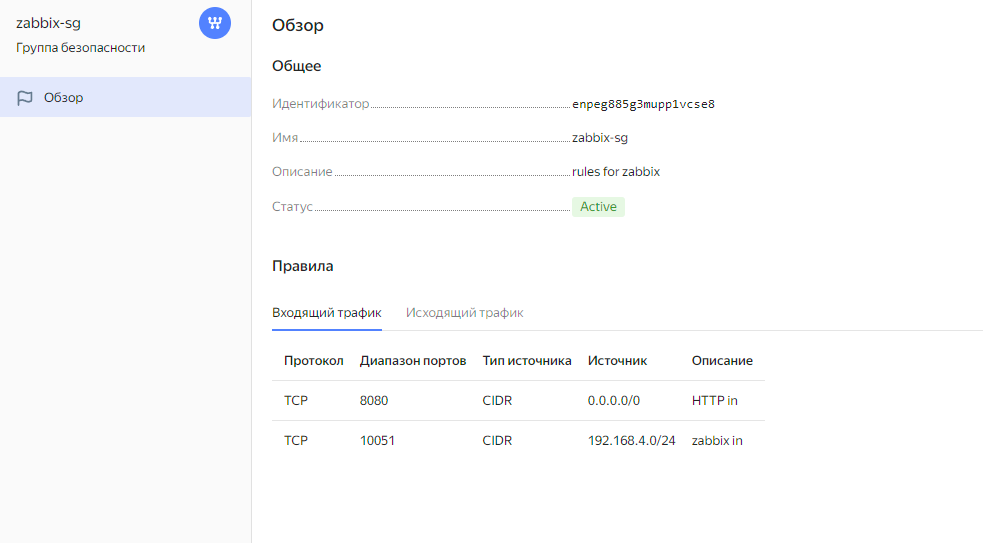 zabbix-sg
Группа безопасности
Обзор
Обзор
Общее
Идентификатор enpeg885g3mupp1vcse8
Имя zabbix-sg
Описание rules for zabbix
Статус Active
Правила
Входящий трафик Исходящий трафик
Протокол Диапазон портов Тип источника Источник Описание
TCP 8080 CIDR 0.0.0.0/0 HTTP in
TCP 10051 CIDR 192.168.4.0/24 zabbix in